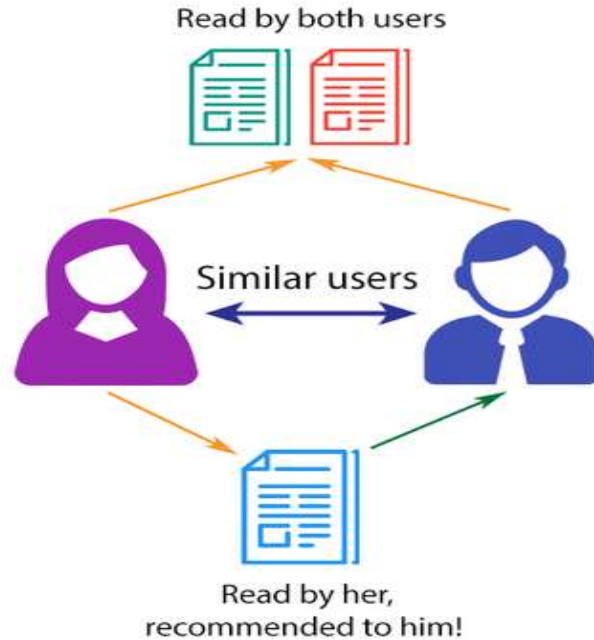 Read by both users
Similar users
Read by her,
recommended to him!